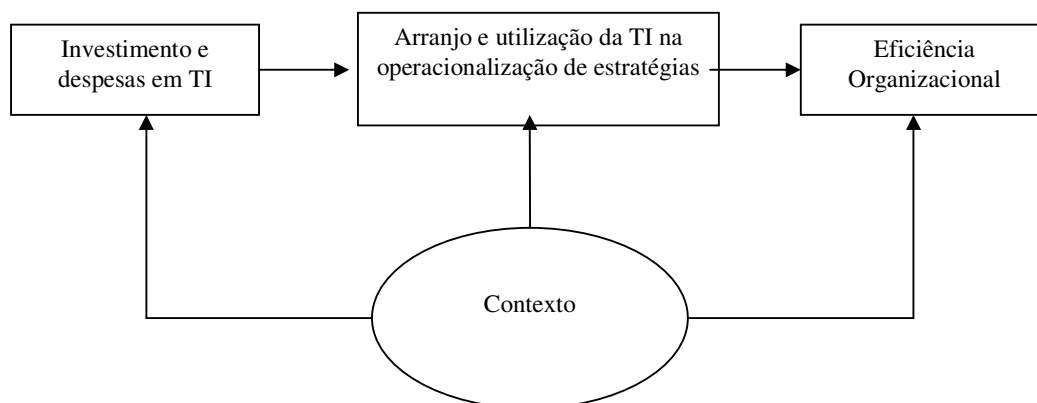 Investimento e
despesas em TI
Arranjo e utilização da TI na
operacionalização de estratégias
Eficiência
Organizacional
Contexto